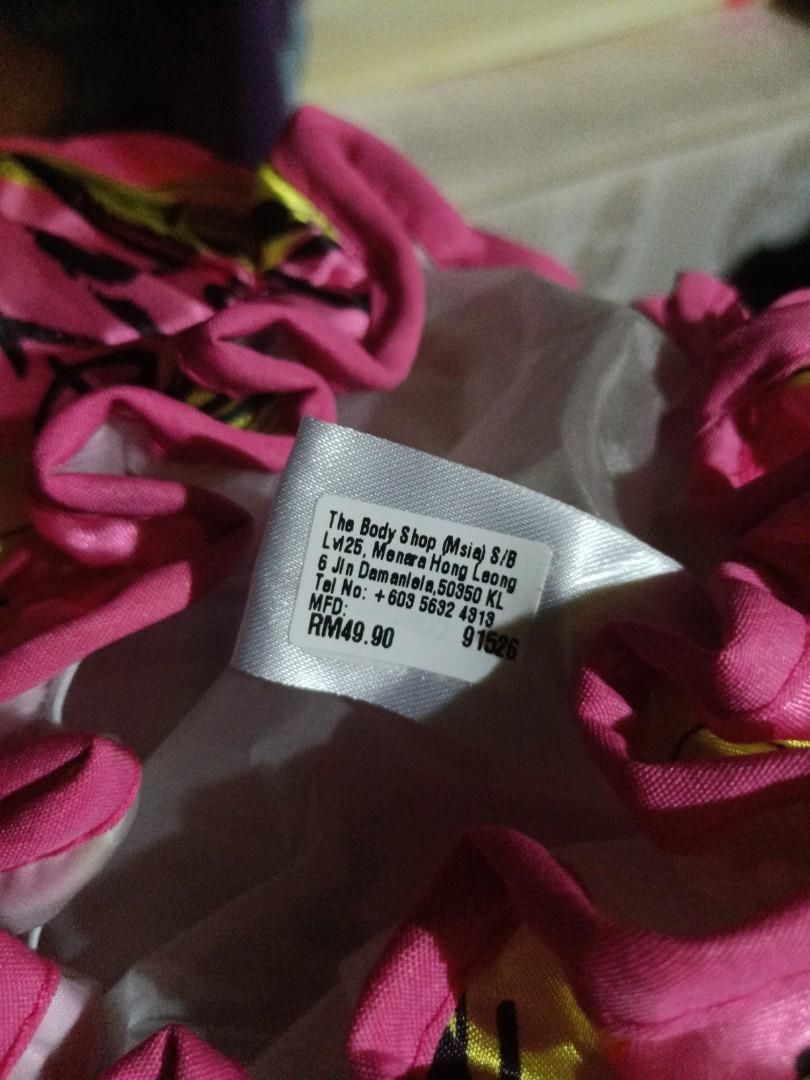 The Body Shop (Msia) S/B
Lvl25, Menara Hong Leong
6 Jln Damanlela,50350 KL
Tel No: +603 5632 4313
MFD:
RM49.90 91526